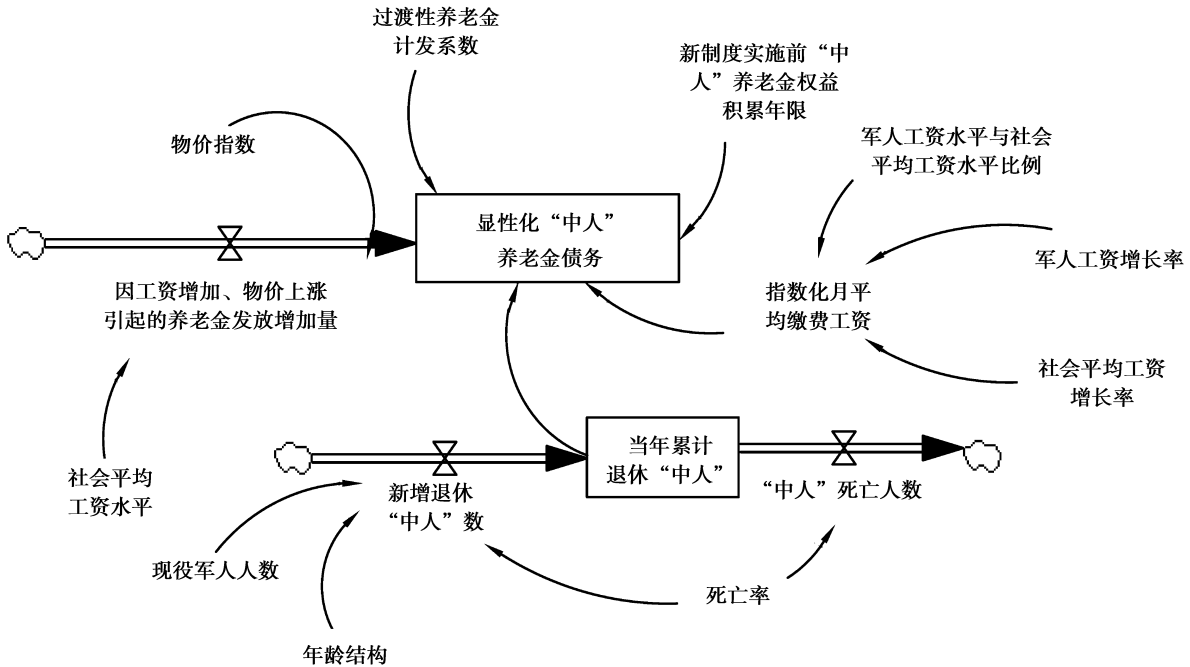 过渡性养老金
计发系数
新制度实施前“中
人”养老金权益
积累年限
物价指数
军人工资水平与社会
平均工资水平比例
显性化“中人”
养老金债务
军人工资增长率
因工资增加、物价上涨
引起的养老金发放增加量
指数化月平
均缴费工资
社会平均工资
增长率
当年累计
退休“中人”
社会平均
工资水平
新增退休
“中人”数
“中人”死亡人数
现役军人人数
死亡率
年龄结构